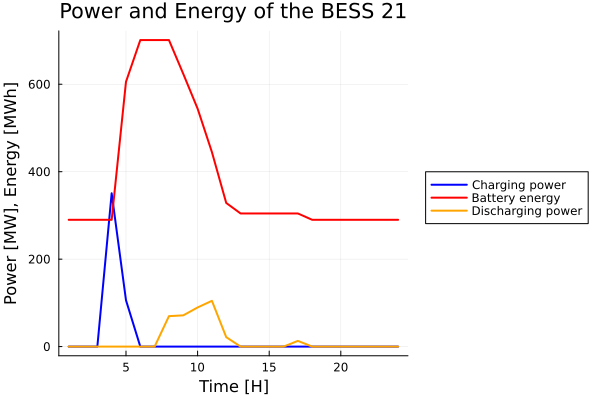 Power and Energy of the BESS 21
Power [MW], Energy [MWh]
600
400
200
0
5
10
15
20
Time [H]
Charging power
Battery energy
Discharging power